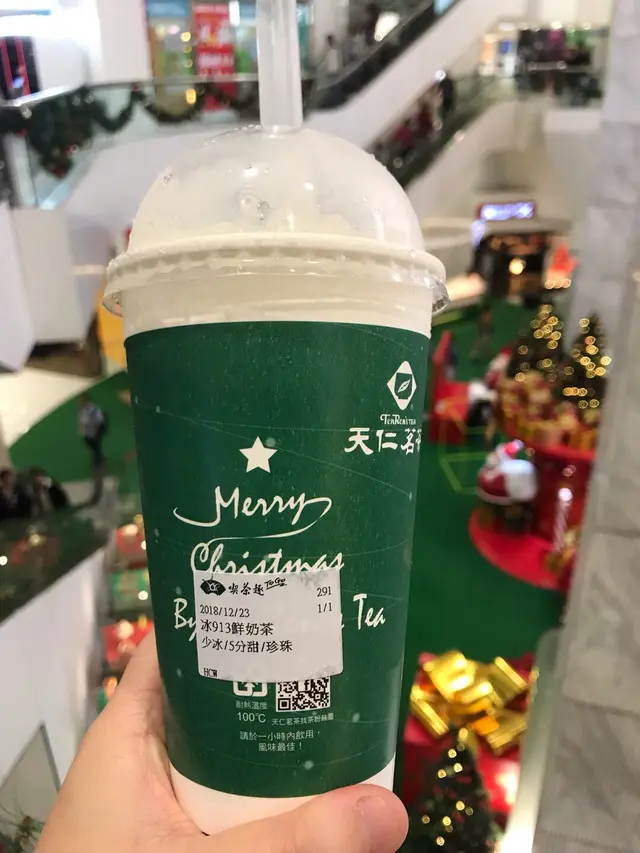 TenRen's TEA
天仁茗
Merry
Christmas
By
Tea
喫茶趣 ToGo
291
2018/12/23
1/1
冰913鮮奶茶
少冰/5分甜/珍珠
HCW
耐熱溫度
100℃
天仁茗茶找茶粉絲團
請於一小時內飲用,
風味最佳!